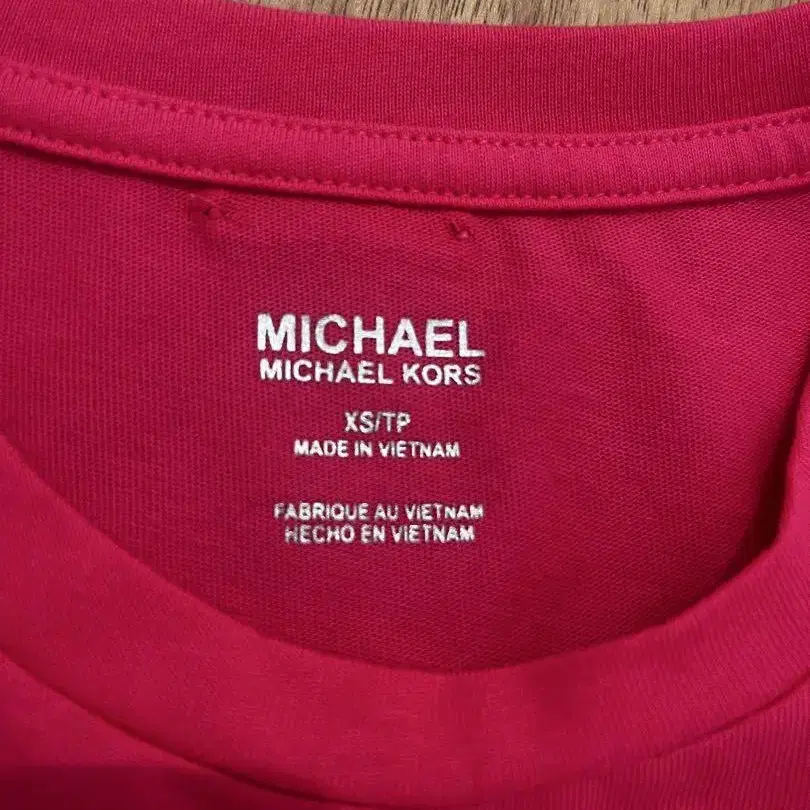 MICHAEL
MICHAEL KORS
XS/TP
MADE IN VIETNAM
FABRIQUE AU VIETNAM
HECHO EN VIETNAM